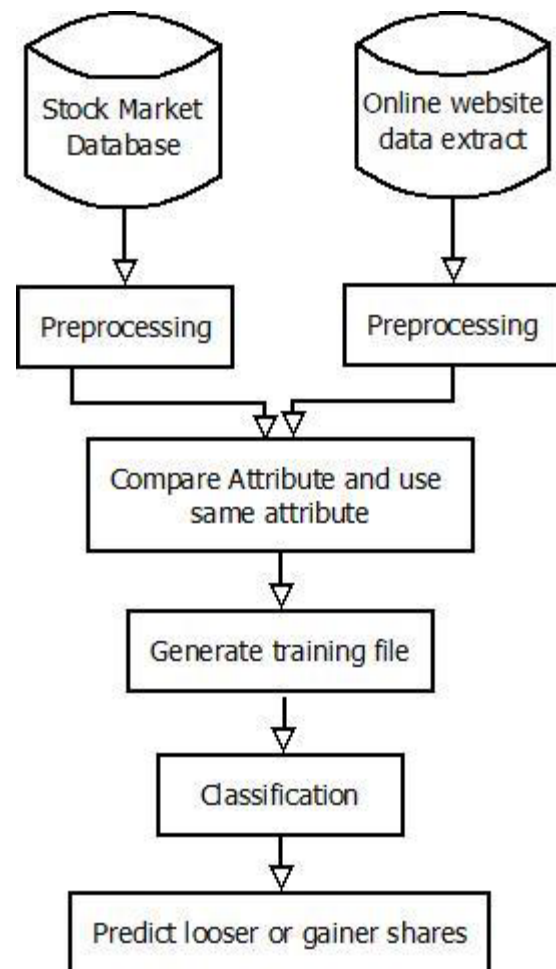 Stock Market
Database
Online website
data extract
Preprocessing
Preprocessing
Compare Attribute and use
same attribute
Generate training file
Classification
Predict looser or gainer shares